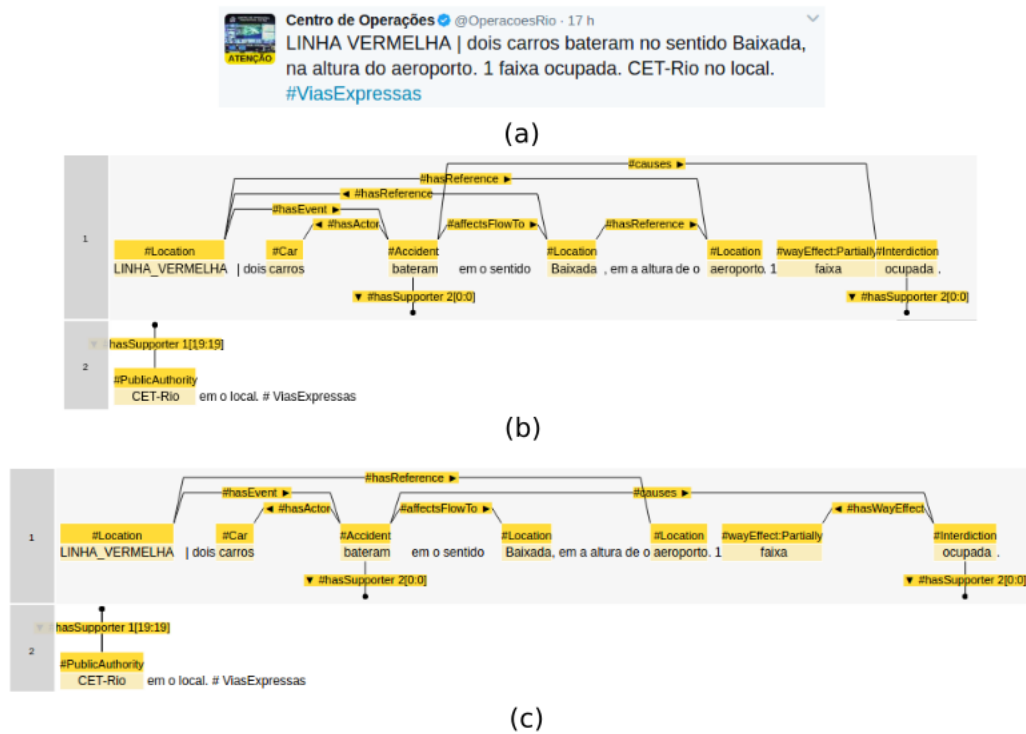 Centro de Operações @OperacoesRio · 17 h
LINHA VERMELHA | dois carros bateram no sentido Baixada,
na altura do aeroporto. 1 faixa ocupada. CET-Rio no local.
#ViasExpressas
ATENÇÃO
(a)
#causes ►
#hasReference ►
◄ #hasReference
#hasEvent ►
◄ #hasActor #affectsFlowTo ► #hasReference ►
1
#Location #Car #Accident #Location #Location #wayEffect:Partially #Interdiction
LINHA_VERMELHA | dois carros bateram em o sentido Baixada , em a altura de o aeroporto. 1 faixa ocupada .
▼ #hasSupporter 2[0:0] ▼ #hasSupporter 2[0:0]
▼ hasSupporter 1[19:19]
2
#PublicAuthority
CET-Rio em o local. # ViasExpressas
(b)
#hasReference ►
#hasEvent ► #causes ►
◄ #hasActor #affectsFlowTo ► ◄ #hasWayEffect
1
#Location #Car #Accident #Location #Location #wayEffect:Partially #Interdiction
LINHA_VERMELHA | dois carros bateram em o sentido Baixada, em a altura de o aeroporto. 1 faixa ocupada .
▼ #hasSupporter 2[0:0] ▼ #hasSupporter 2[0:0]
▼ hasSupporter 1[19:19]
2
#PublicAuthority
CET-Rio em o local. # ViasExpressas
(c)